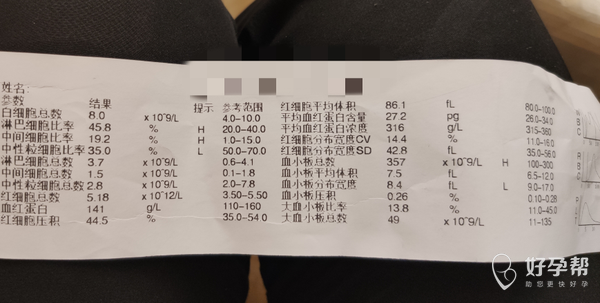 姓名:
参数 结果 提示 参考范围 红细胞平均体积 86.1 fL 80.0-100.0
白细胞总数 8.0 x 10^9/L 4.0-10.0 平均血红蛋白含量 27.2 pg 26.0-34.0
淋巴细胞比率 45.8 % H 20.0-40.0 平均血红蛋白浓度 316 g/L 315-360
中间细胞比率 19.2 % H 1.0-15.0 红细胞分布宽度CV 14.4 % 11.0-16.0
中性粒细胞比率 35.0 % L 50.0-70.0 红细胞分布宽度SD 42.8 fL 35.0-56.0
淋巴细胞总数 3.7 x 10^9/L 0.6-4.1 血小板总数 357 x 10^9/L H 100-300
中间细胞总数 1.5 x 10^9/L 0.1-1.8 血小板平均体积 7.5 fL 6.5-12.0
中性粒细胞总数 2.8 x 10^9/L 2.0-7.8 血小板分布宽度 8.4 fL L 9.0-17.0
红细胞总数 5.18 x 10^12/L 3.50-5.50 血小板压积 0.26 % 0.10-0.28
血红蛋白 141 g/L 110-160 大血小板比率 13.8 % 11.0-45.0
红细胞压积 44.5 % 35.0-54.0 大血小板总数 49 x 10^9/L 11-135
好孕帮
助您更快好孕